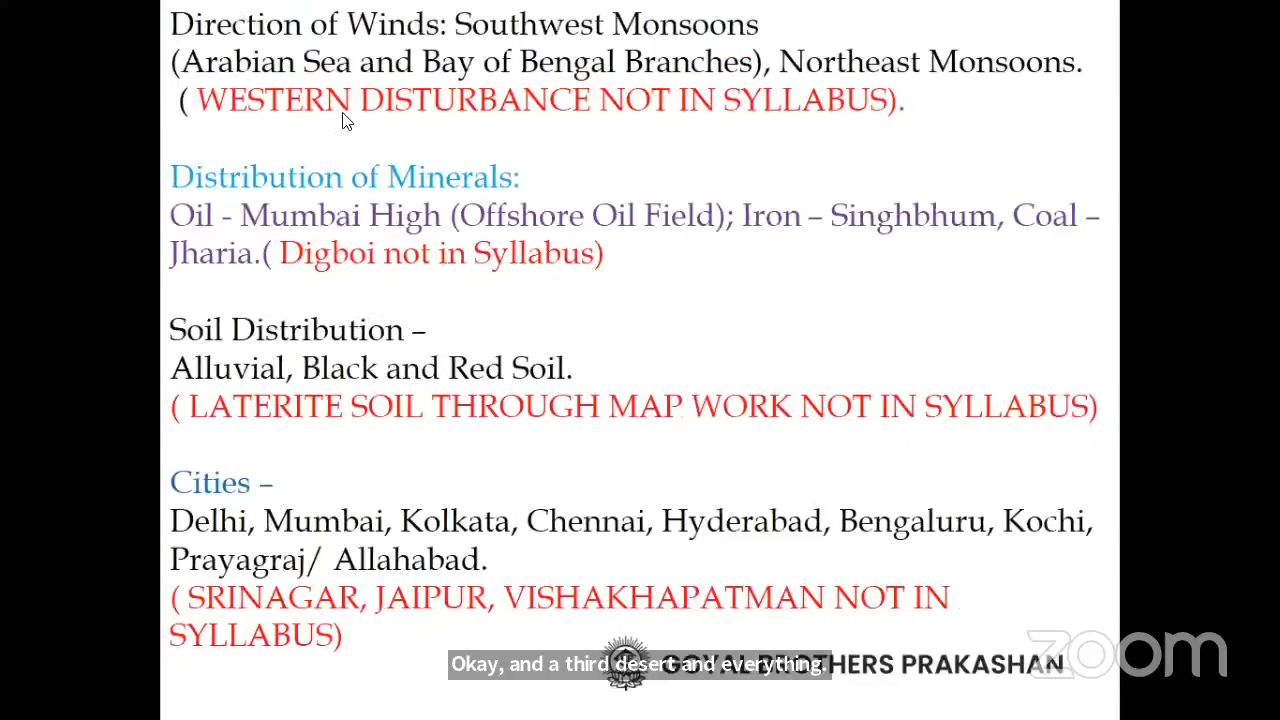 Direction of Winds: Southwest Monsoons
(Arabian Sea and Bay of Bengal Branches), Northeast Monsoons.
( WESTERN DISTURBANCE NOT IN SYLLABUS).
Distribution of Minerals:
Oil - Mumbai High (Offshore Oil Field); Iron – Singhbhum, Coal –
Jharia.( Digboi not in Syllabus)
Soil Distribution –
Alluvial, Black and Red Soil.
( LATERITE SOIL THROUGH MAP WORK NOT IN SYLLABUS)
Cities –
Delhi, Mumbai, Kolkata, Chennai, Hyderabad, Bengaluru, Kochi,
Prayagraj/ Allahabad.
( SRINAGAR, JAIPUR, VISHAKHAPATMAN NOT IN
SYLLABUS)
GOYAL BROTHERS PRAKASHAN
Okay, and a third desert and everything.
zoom